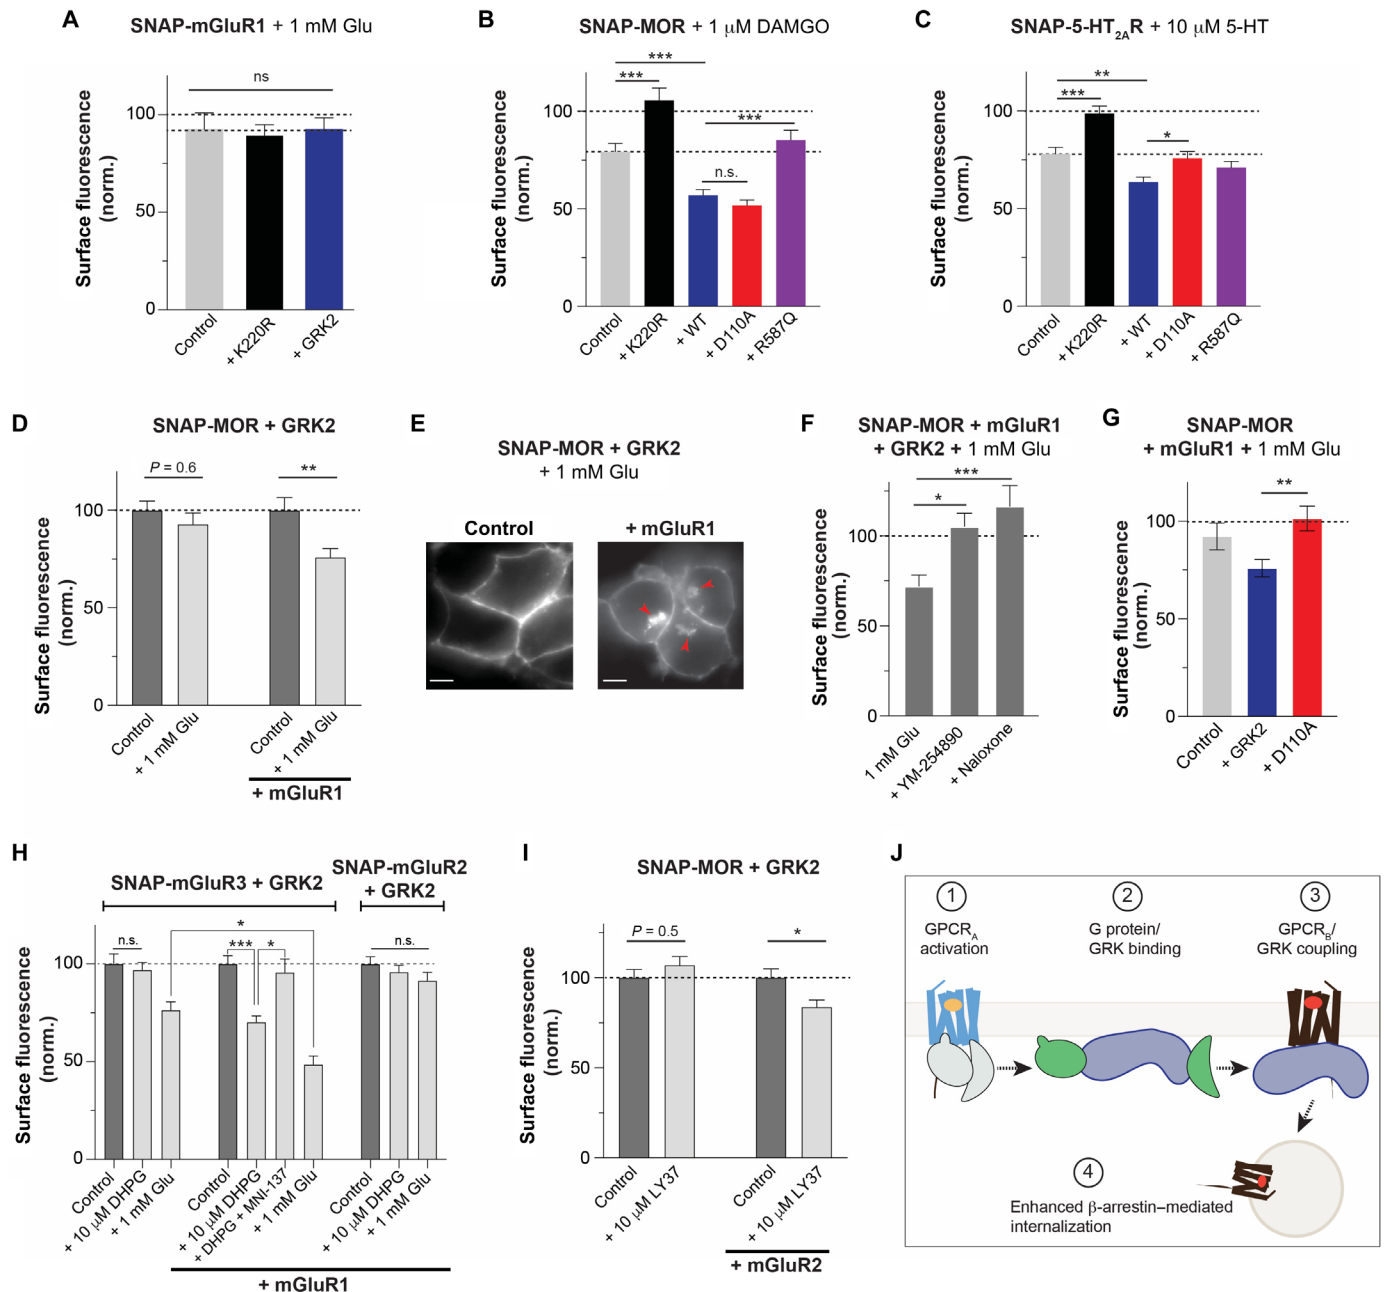 A
SNAP-mGluR1 + 1 mM Glu
Surface fluorescence
(norm.)
100
50
0
ns
Control
+ K220R
+ GRK2
B
SNAP-MOR + 1 μM DAMGO
Surface fluorescence
(norm.)
100
50
0
***
***
***
n.s.
Control
+ K220R
+ WT
+ D110A
+ R587Q
C
SNAP-5-HT2AR + 10 μM 5-HT
Surface fluorescence
(norm.)
100
50
0
**
***
*
Control
+ K220R
+ WT
+ D110A
+ R587Q
D
SNAP-MOR + GRK2
Surface fluorescence
(norm.)
100
50
0
P = 0.6
**
Control
+ 1 mM Glu
Control
+ 1 mM Glu
+ mGluR1
E
SNAP-MOR + GRK2
+ 1 mM Glu
Control
+ mGluR1
F
SNAP-MOR + mGluR1
+ GRK2 + 1 mM Glu
Surface fluorescence
(norm.)
100
50
0
***
*
1 mM Glu
+ YM-254890
+ Naloxone
G
SNAP-MOR
+ mGluR1 + 1 mM Glu
Surface fluorescence
(norm.)
100
50
0
**
Control
+ GRK2
+ D110A
H
SNAP-mGluR3 + GRK2
SNAP-mGluR2
+ GRK2
Surface fluorescence
(norm.)
100
50
0
n.s.
*
***
*
n.s.
Control
+ 10 μM DHPG
+ 1 mM Glu
Control
+ 10 μM DHPG
+ DHPG + MNI-137
+ 1 mM Glu
Control
+ 10 μM DHPG
+ 1 mM Glu
+ mGluR1
I
SNAP-MOR + GRK2
Surface fluorescence
(norm.)
100
50
0
P = 0.5
*
Control
+ 10 μM LY37
Control
+ 10 μM LY37
+ mGluR2
J
1
GPCRA
activation
2
G protein/
GRK binding
3
GPCRB/
GRK coupling
4
Enhanced β-arrestin–mediated
internalization